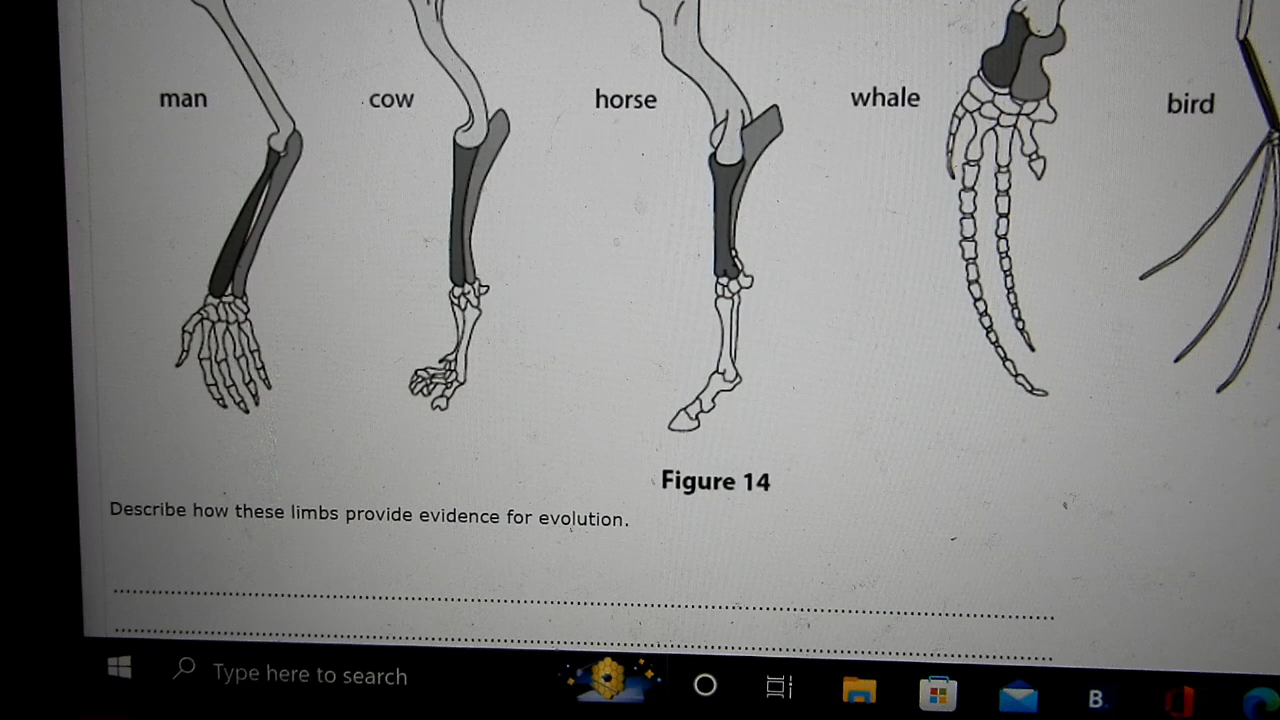 man cow horse whale bird
Figure 14
Describe how these limbs provide evidence for evolution.
Type here to search
B.